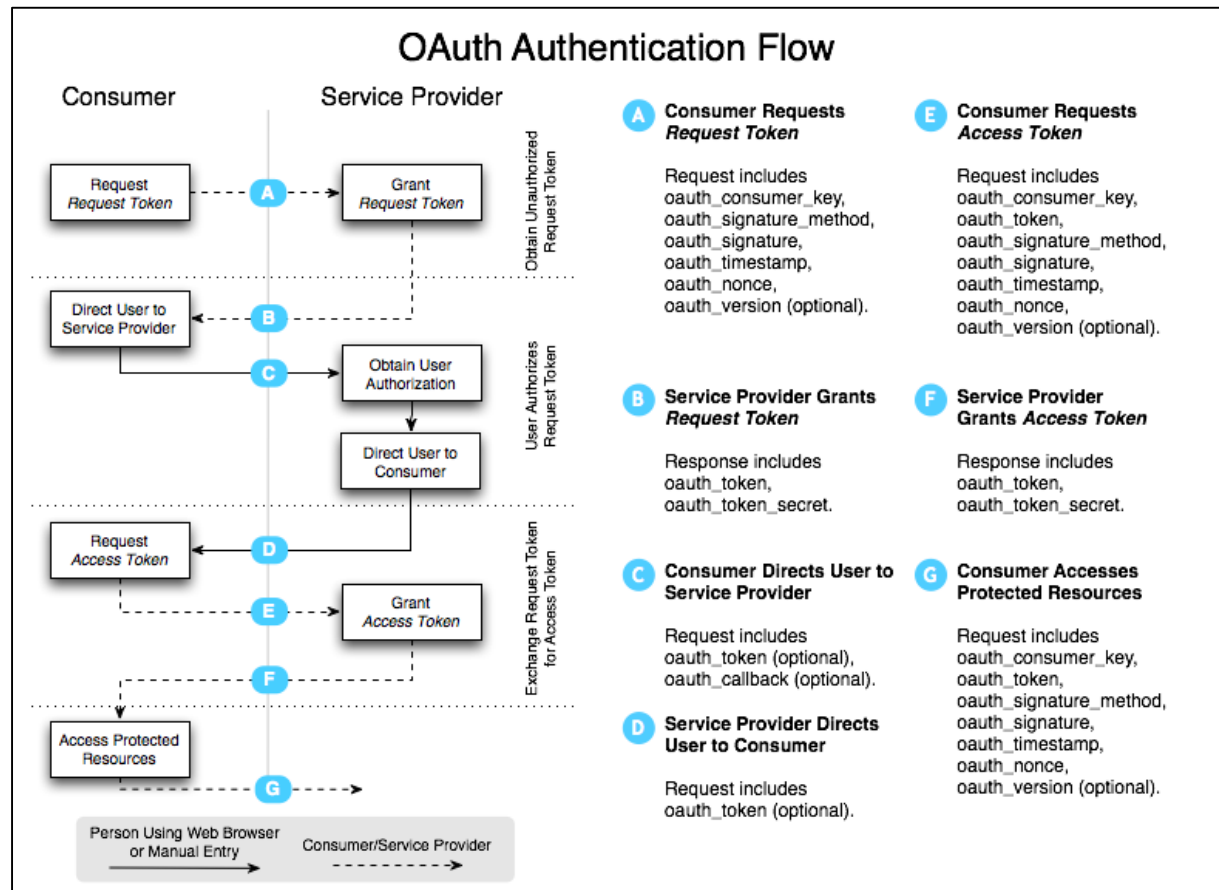 OAuth Authentication Flow
Consumer
Service Provider
Request
Request Token
A
Grant
Request Token
Obtain Unauthorized
Request Token
Direct User to
Service Provider
B
C
Obtain User
Authorization
Direct User to
Consumer
User Authorizes
Request Token
Request
Access Token
D
E
Grant
Access Token
F
Exchange Request Token
for Access Token
Access Protected
Resources
G
Person Using Web Browser
or Manual Entry
Consumer/Service Provider
A
Consumer Requests
Request Token
Request includes
oauth_consumer_key,
oauth_signature_method,
oauth_signature,
oauth_timestamp,
oauth_nonce,
oauth_version (optional).
B
Service Provider Grants
Request Token
Response includes
oauth_token,
oauth_token_secret.
C
Consumer Directs User to
Service Provider
Request includes
oauth_token (optional),
oauth_callback (optional).
D
Service Provider Directs
User to Consumer
Request includes
oauth_token (optional).
E
Consumer Requests
Access Token
Request includes
oauth_consumer_key,
oauth_token,
oauth_signature_method,
oauth_signature,
oauth_timestamp,
oauth_nonce,
oauth_version (optional).
F
Service Provider
Grants Access Token
Response includes
oauth_token,
oauth_token_secret.
G
Consumer Accesses
Protected Resources
Request includes
oauth_consumer_key,
oauth_token,
oauth_signature_method,
oauth_signature,
oauth_timestamp,
oauth_nonce,
oauth_version (optional).